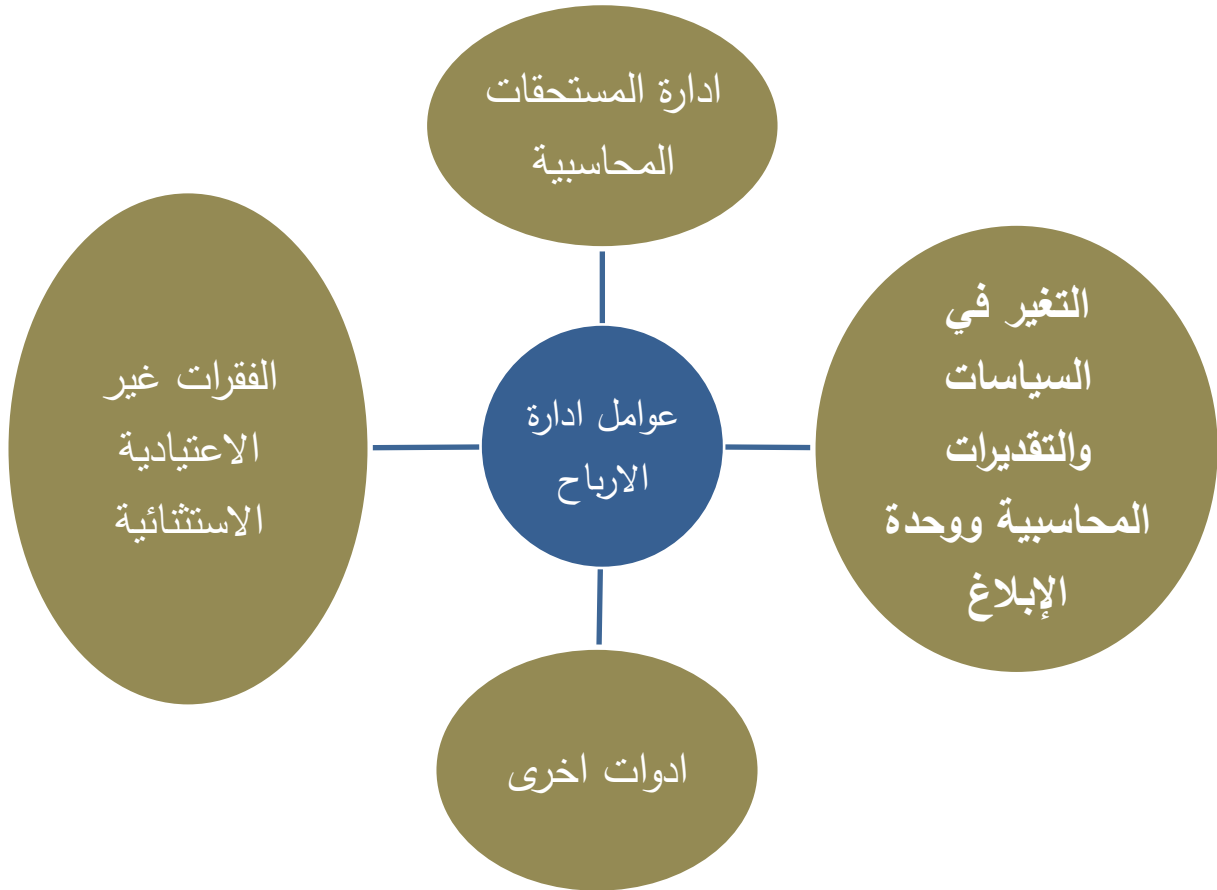 ادارة المستحقات
المحاسبية
التغير في
السياسات
والتقديرات
المحاسبية ووحدة
الإبلاغ
عوامل ادارة
الارباح
الفقرات غير
الاعتيادية
الاستثنائية
ادوات اخرى